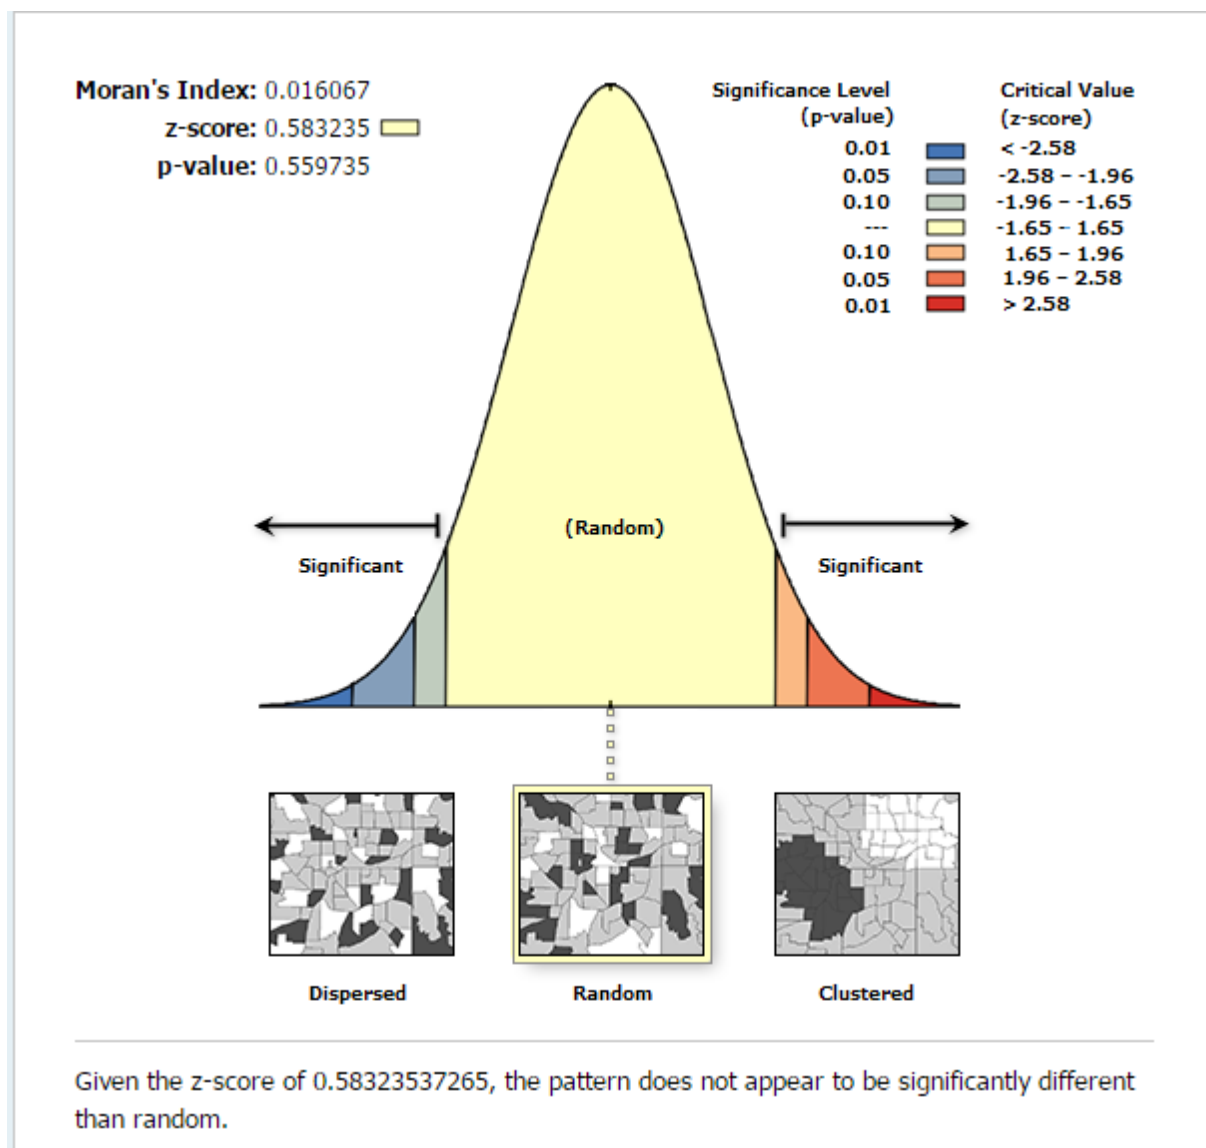 Moran's Index: 0.016067
z-score: 0.583235
p-value: 0.559735
Significance Level
(p-value)
Critical Value
(z-score)
0.01 < -2.58
0.05 -2.58 – -1.96
0.10 -1.96 – -1.65
--- -1.65 – 1.65
0.10 1.65 – 1.96
0.05 1.96 – 2.58
0.01 > 2.58
(Random)
Significant
Significant
Dispersed
Random
Clustered
Given the z-score of 0.58323537265, the pattern does not appear to be significantly different
than random.